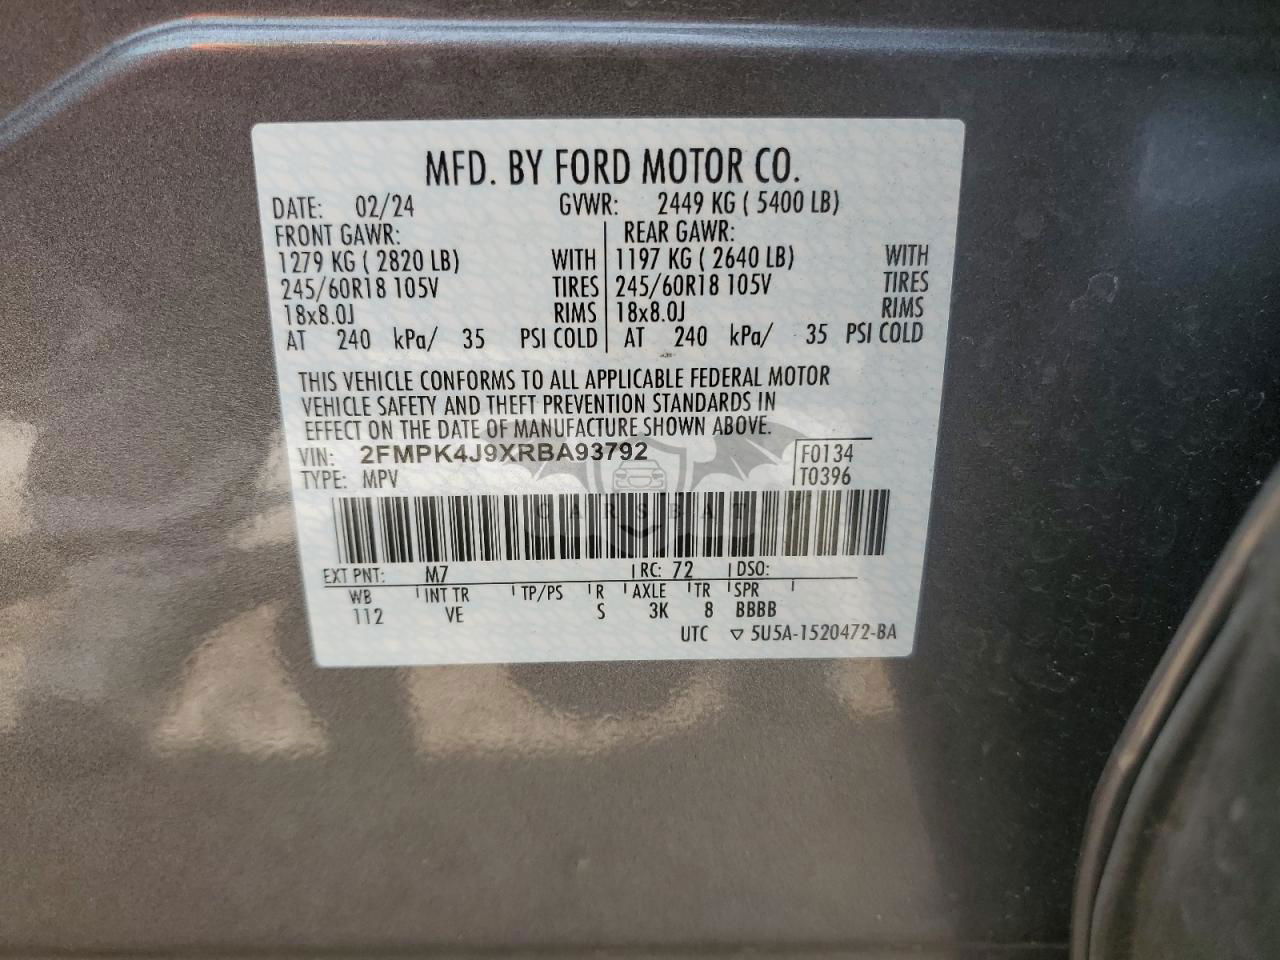 MFD. BY FORD MOTOR CO.
DATE: 02/24 GVWR: 2449 KG ( 5400 LB)
FRONT GAWR: REAR GAWR:
1279 KG ( 2820 LB) WITH 1197 KG ( 2640 LB) WITH
245/60R18 105V TIRES 245/60R18 105V TIRES
18x8.0J RIMS 18x8.0J RIMS
AT 240 kPa/ 35 PSI COLD AT 240 kPa/ 35 PSI COLD
THIS VEHICLE CONFORMS TO ALL APPLICABLE FEDERAL MOTOR
VEHICLE SAFETY AND THEFT PREVENTION STANDARDS IN
EFFECT ON THE DATE OF MANUFACTURE SHOWN ABOVE.
VIN: 2FMPK4J9XRBA93792 F0134
TYPE: MPV T0396
CARSBAT
EXT PNT: M7 RC: 72 DSO:
WB INT TR TP/PS R AXLE TR SPR
112 VE S 3K 8 BBBB
UTC ▽ 5U5A-1520472-BA